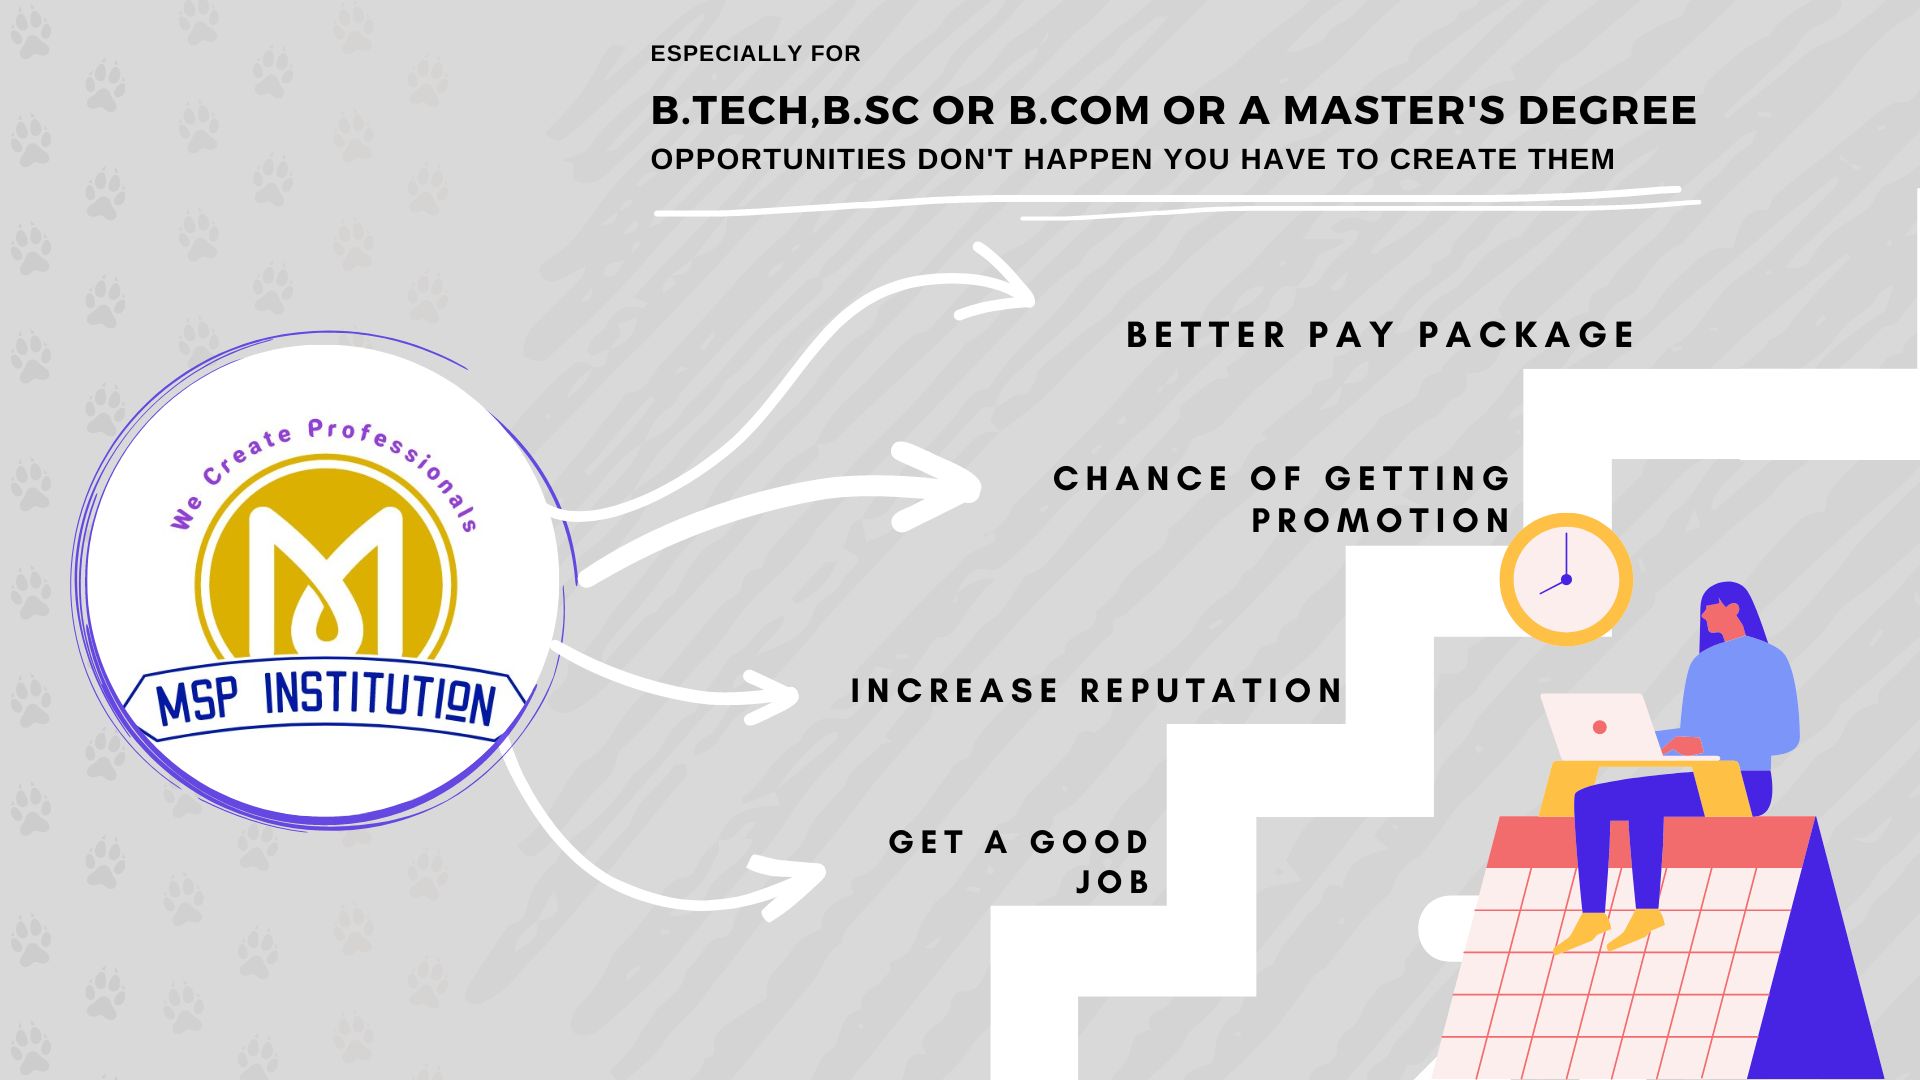 ESPECIALLY FOR
B.TECH,B.SC OR B.COM OR A MASTER'S DEGREE
OPPORTUNITIES DON'T HAPPEN YOU HAVE TO CREATE THEM
BETTER PAY PACKAGE
We Create Professionals
CHANCE OF GETTING
PROMOTION
MSP INSTITUTION
INCREASE REPUTATION
GET A GOOD
JOB